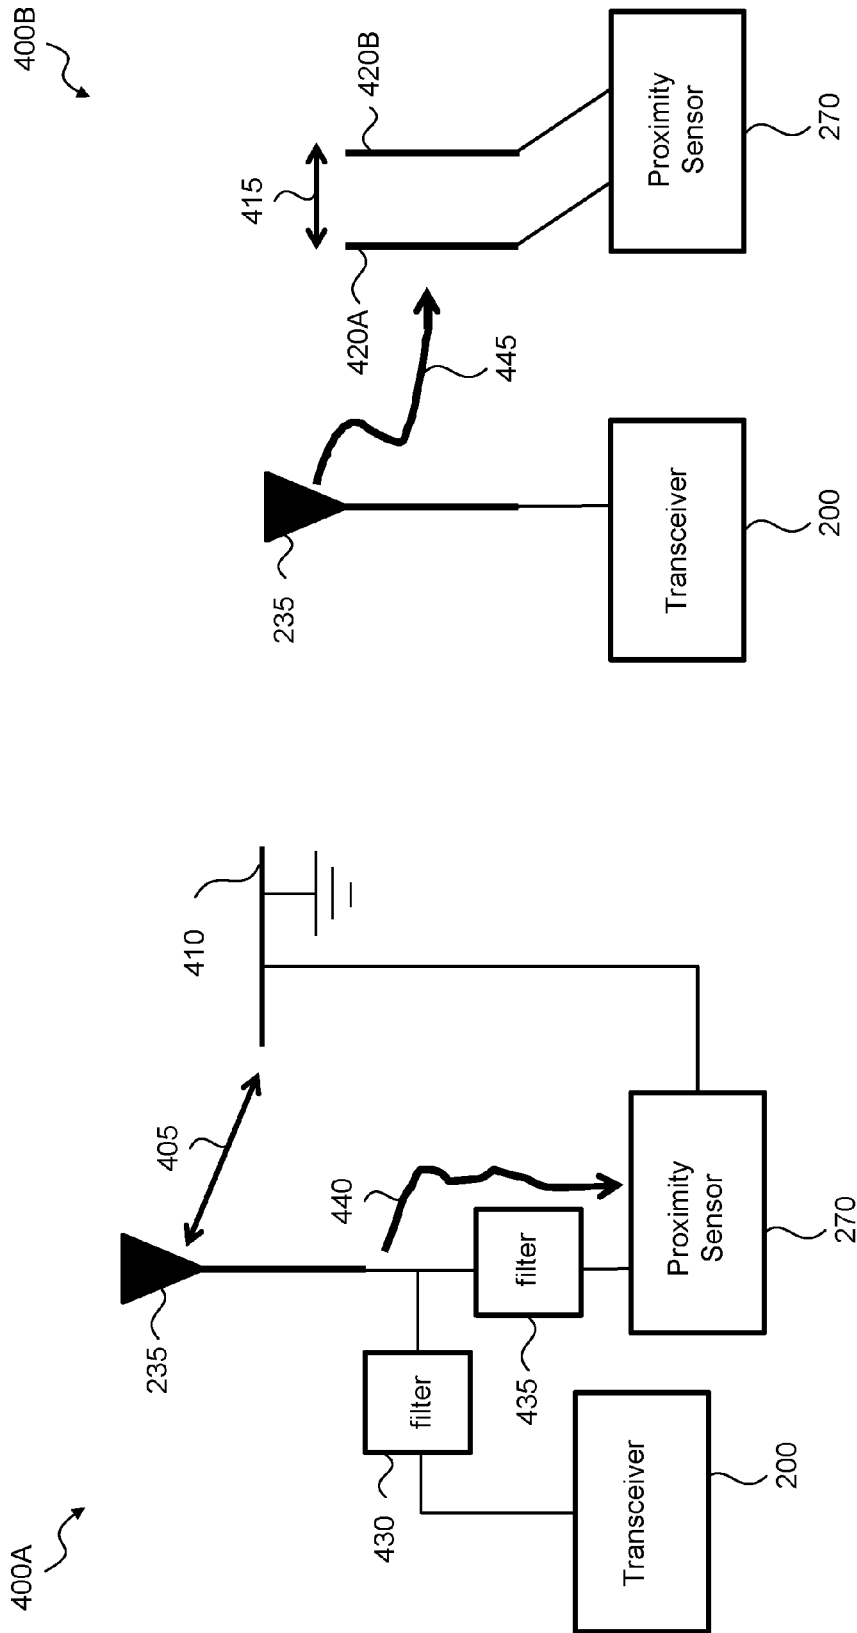 400A
235
405
410
440
430
filter
435
filter
Transceiver
200
Proximity
Sensor
270
400B
415
420A
420B
235
445
Transceiver
200
Proximity
Sensor
270